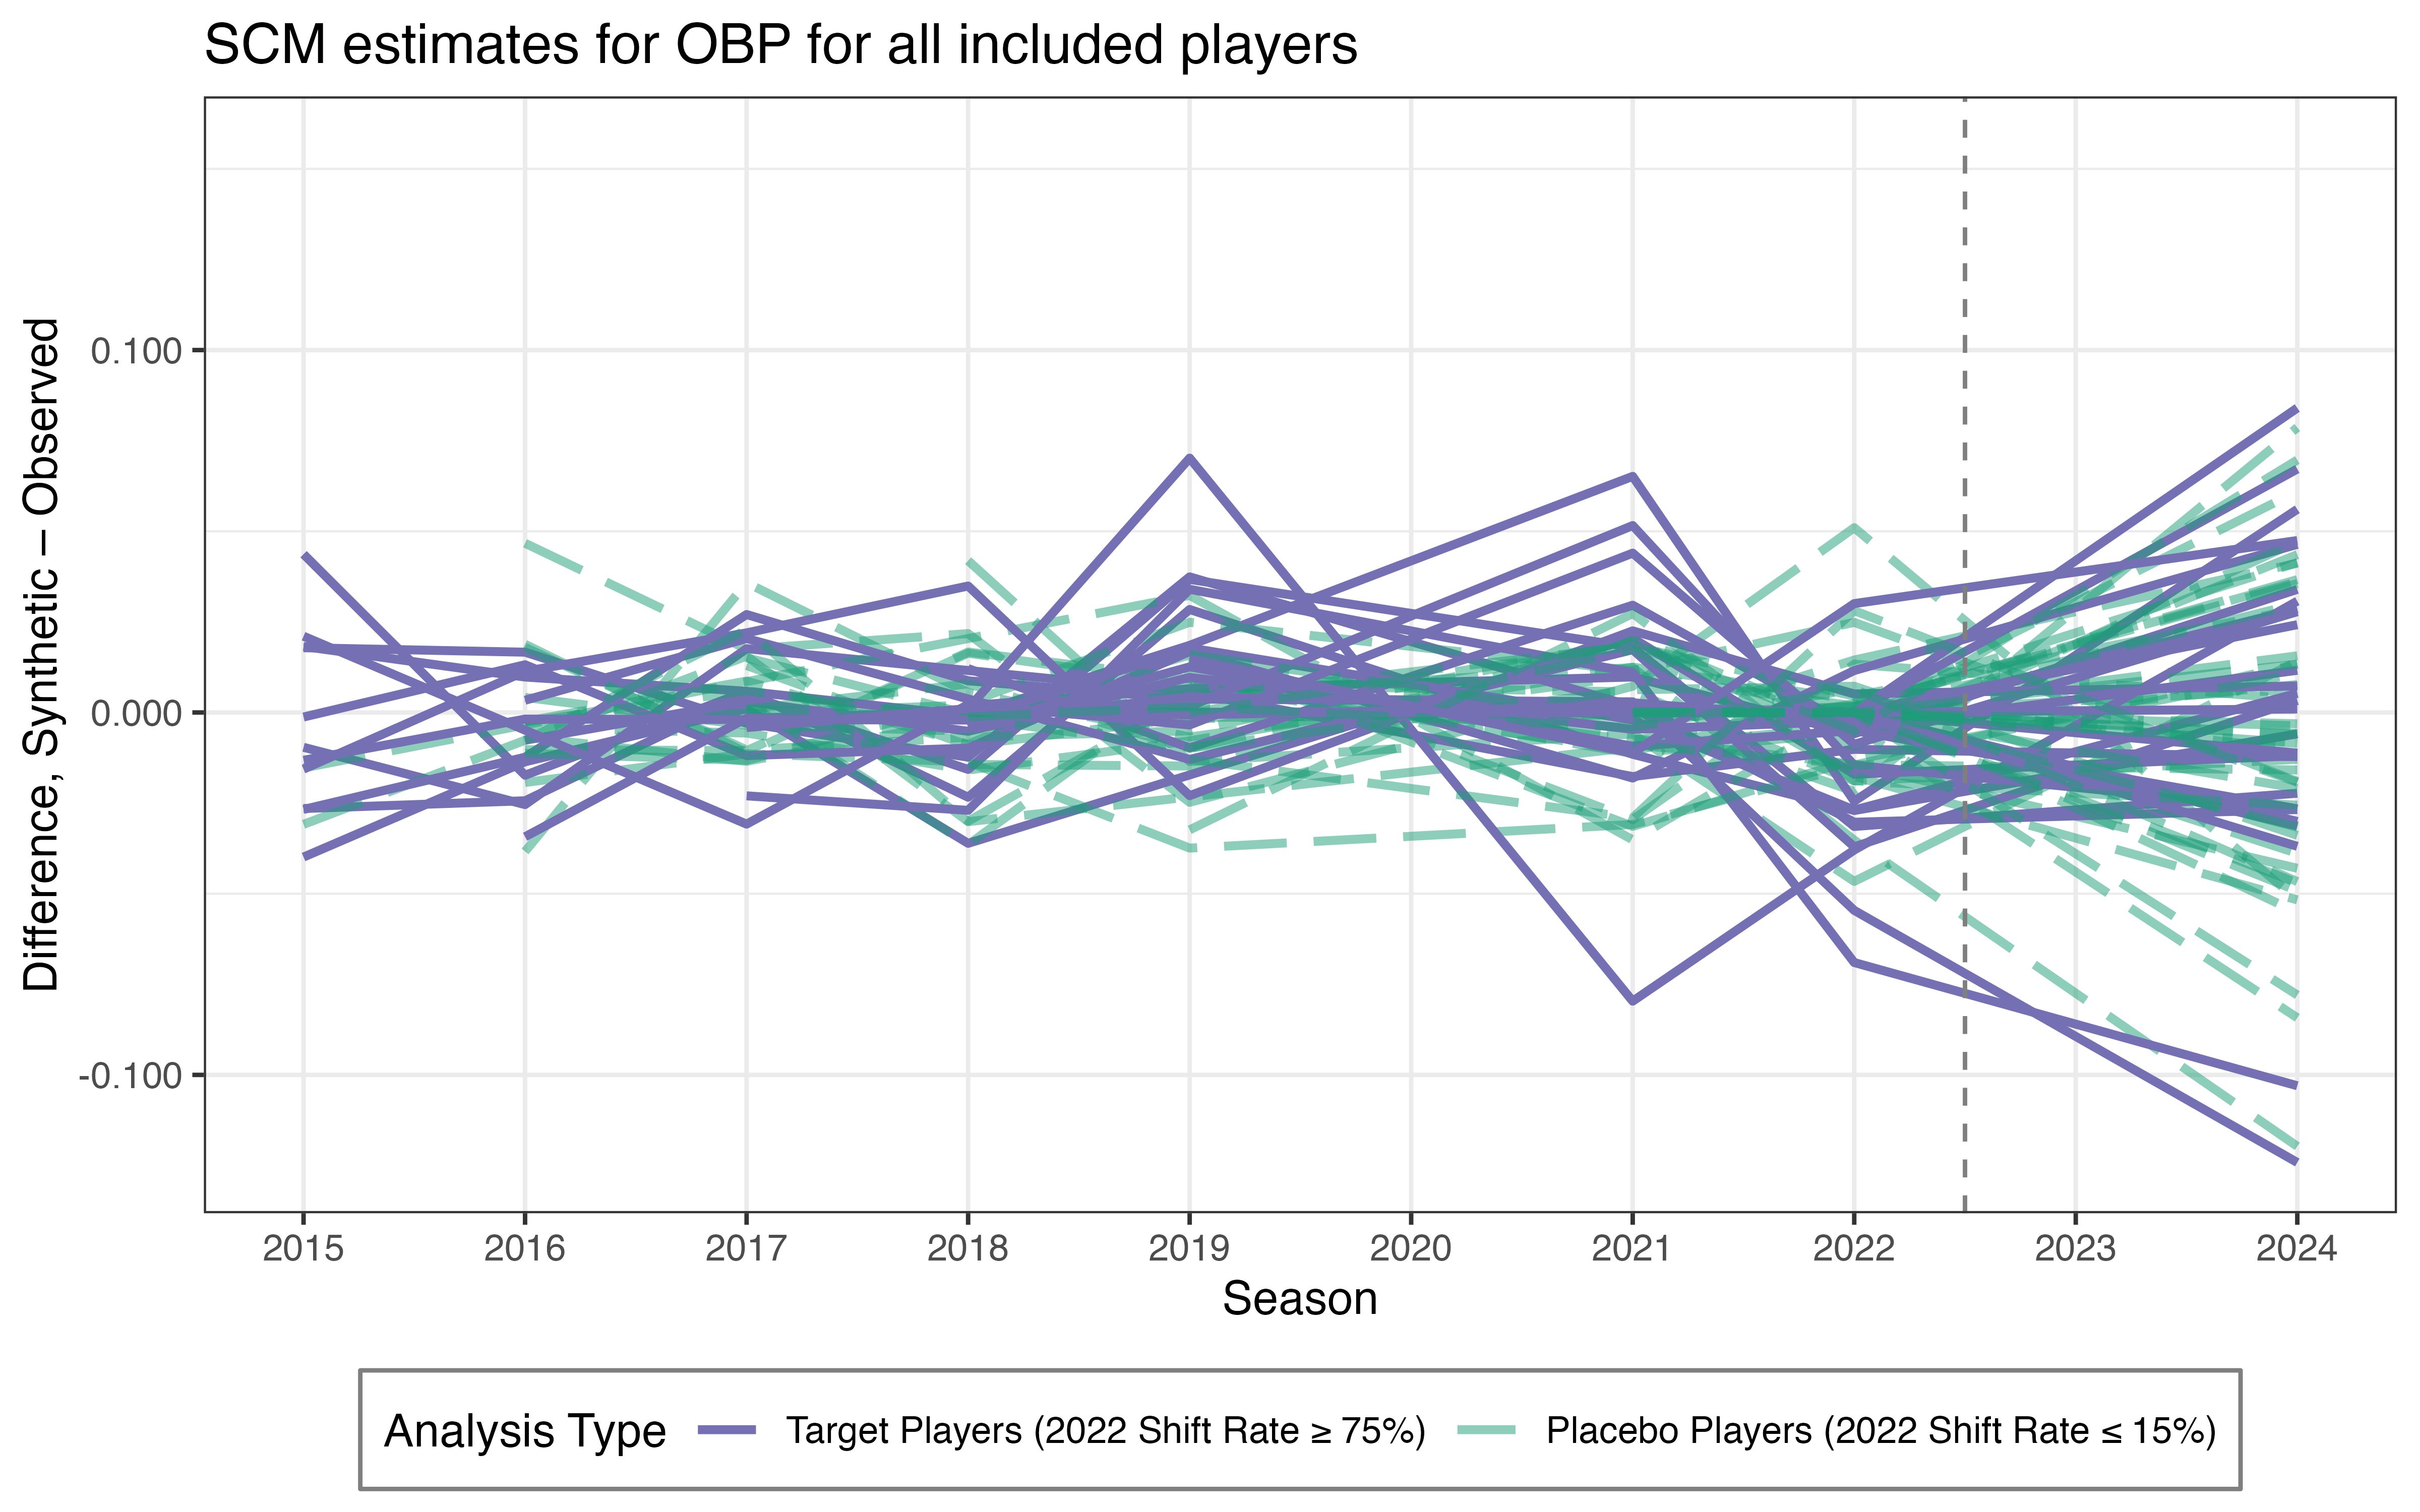 SCM estimates for OBP for all included players
Difference, Synthetic − Observed
0.100
0.000
-0.100
2015 2016 2017 2018 2019 2020 2021 2022 2023 2024
Season
Analysis Type Target Players (2022 Shift Rate ≥ 75%) Placebo Players (2022 Shift Rate ≤ 15%)